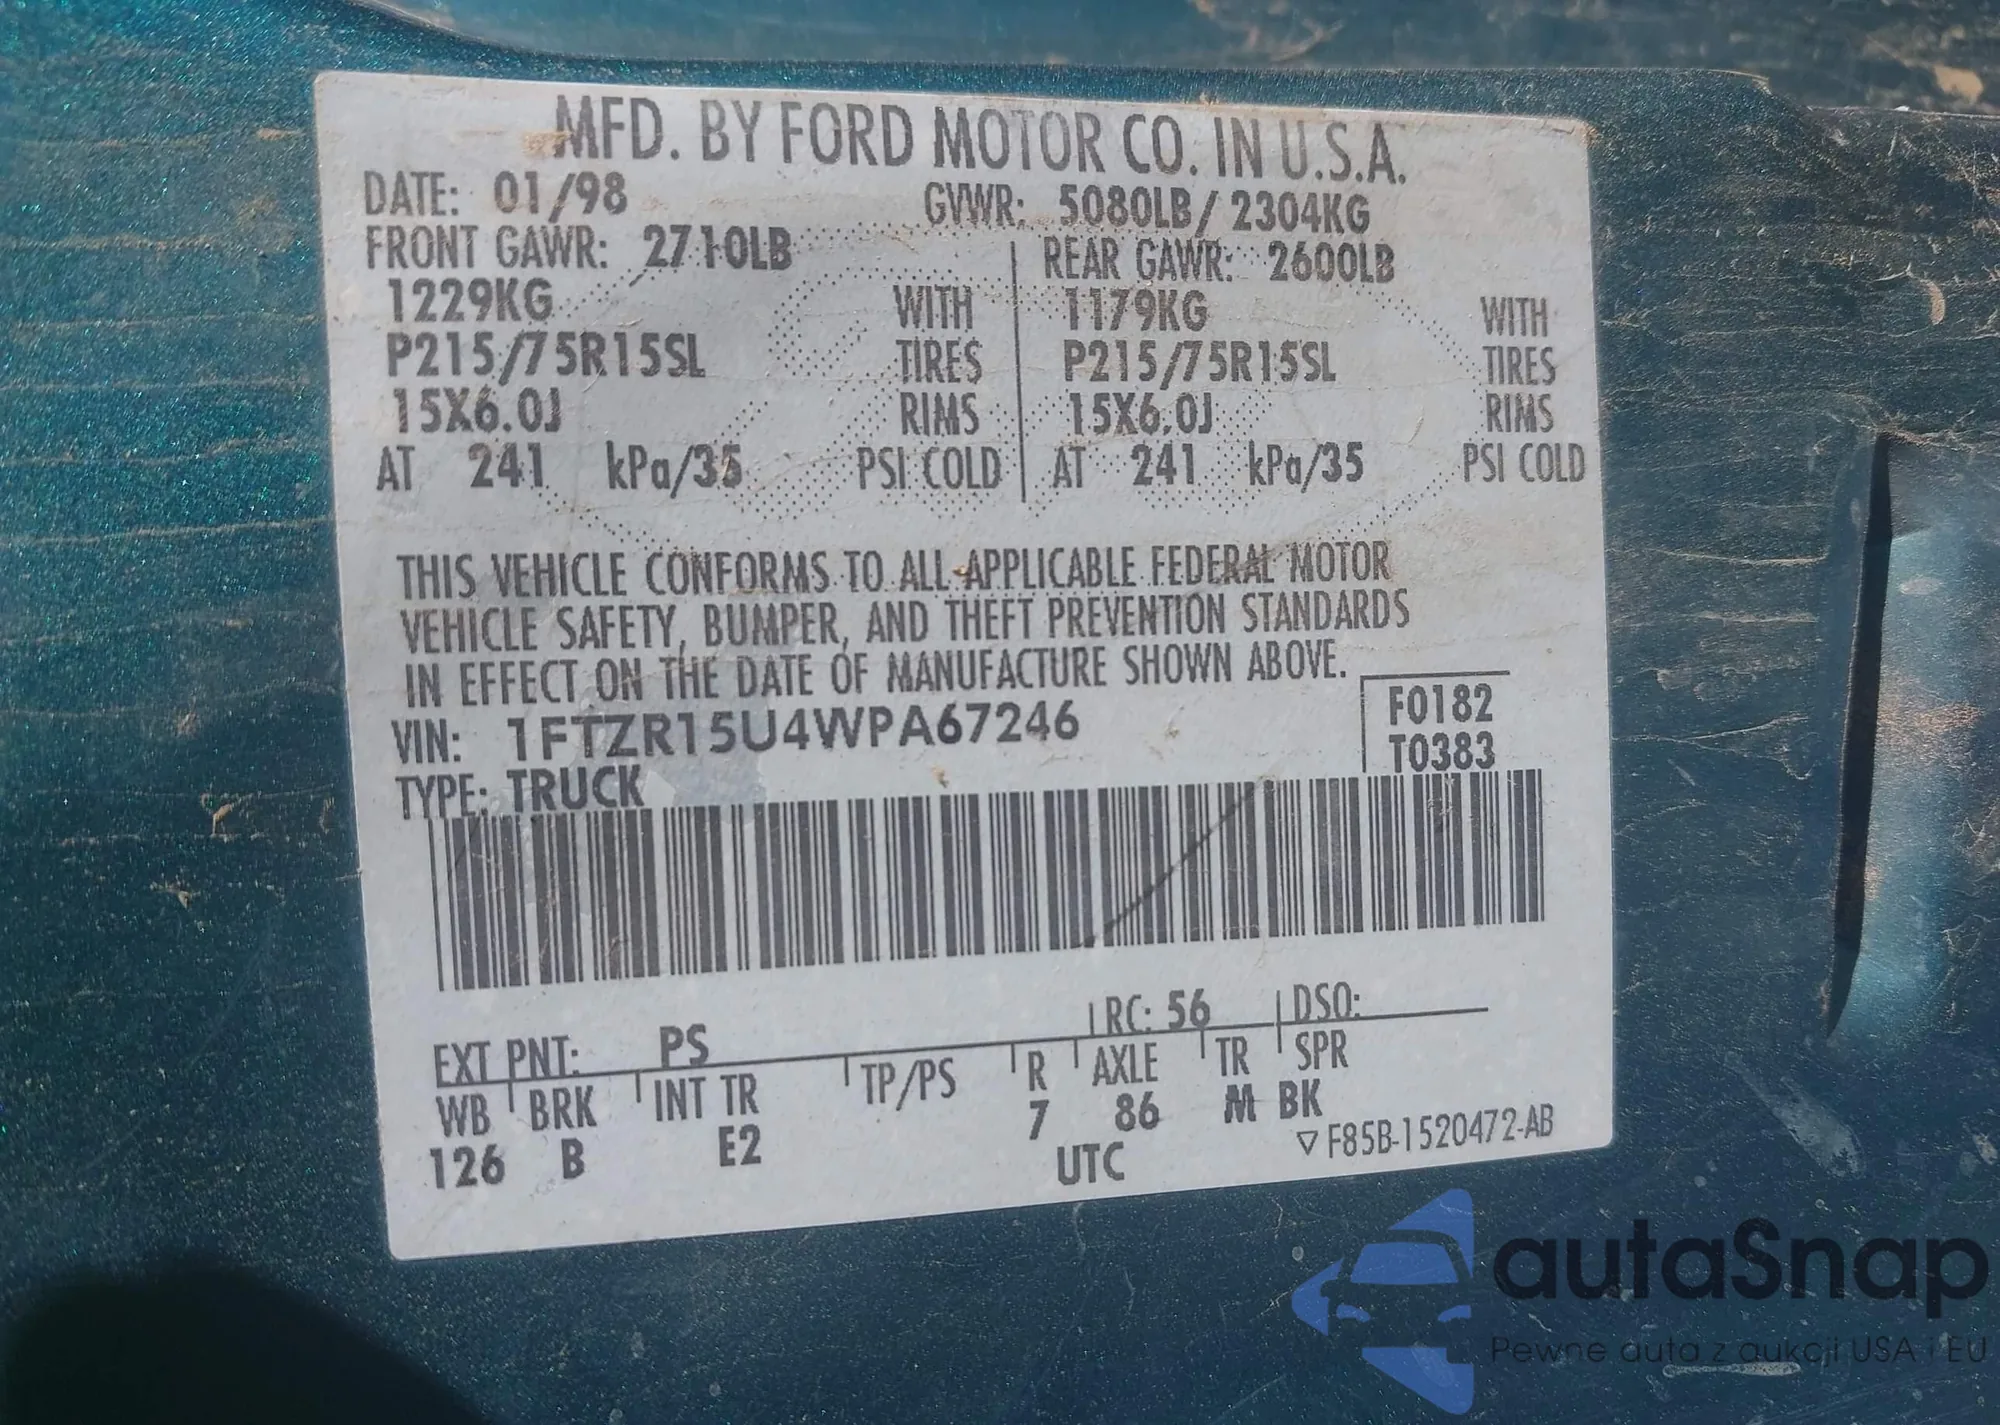 MFD. BY FORD MOTOR CO. IN U.S.A.
DATE: 01/98 GVWR: 5080LB/ 2304KG
FRONT GAWR: 2710LB REAR GAWR: 2600LB
1229KG WITH 1179KG WITH
P215/75R15SL TIRES P215/75R15SL TIRES
15X6.0J RIMS 15X6.0J RIMS
AT 241 kPa/35 PSI COLD AT 241 kPa/35 PSI COLD
THIS VEHICLE CONFORMS TO ALL APPLICABLE FEDERAL MOTOR
VEHICLE SAFETY, BUMPER, AND THEFT PREVENTION STANDARDS
IN EFFECT ON THE DATE OF MANUFACTURE SHOWN ABOVE.
VIN: 1FTZR15U4WPA67246 F0182
TYPE: TRUCK T0383
EXT PNT: PS RC: 56 DSO:
WB BRK INT TR TP/PS R AXLE TR SPR
126 B E2 7 86 M BK
UTC ▽ F85B-1520472-AB
autaSnap
Pewne auta z aukcji USA i EU